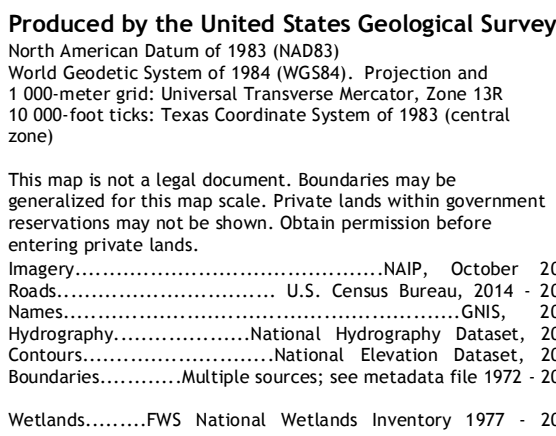 Produced by the United States Geological Survey
North American Datum of 1983 (NAD83)
World Geodetic System of 1984 (WGS84). Projection and
1 000-meter grid: Universal Transverse Mercator, Zone 13R
10 000-foot ticks: Texas Coordinate System of 1983 (central
zone)
This map is not a legal document. Boundaries may be
generalized for this map scale. Private lands within government
reservations may not be shown. Obtain permission before
entering private lands.
Imagery.........................................NAIP, October
Roads............................. U.S. Census Bureau, 2014 -
Names.....................................................GNIS,
Hydrography...................National Hydrography Dataset,
Contours...........................National Elevation Dataset,
Boundaries............Multiple sources; see metadata file 1972 -
Wetlands.........FWS National Wetlands Inventory 1977 -